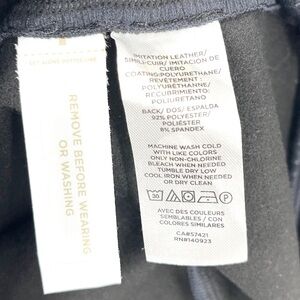 REMOVE BEFORE WEARING
OR WASHING
IMITATION LEATHER/
SIMILI-CUIR/ IMITACIÓN DE
CUERO
COATING:POLYURETHANE/
REVÊTEMENT :
POLYURÉTHANNE/
RECUBRIMIENTO:
POLIURETANO
BACK/ DOS/ ESPALDA
92% POLYESTER/
POLIÉSTER
8% SPANDEX
MACHINE WASH COLD
WITH LIKE COLORS
ONLY NON-CHLORINE
BLEACH WHEN NEEDED
TUMBLE DRY LOW
COOL IRON WHEN NEEDED
OR DRY CLEAN
AVEC DES COULEURS
SEMBLABLES / CON
COLORES SIMILARES
CA#57421
RN#140923